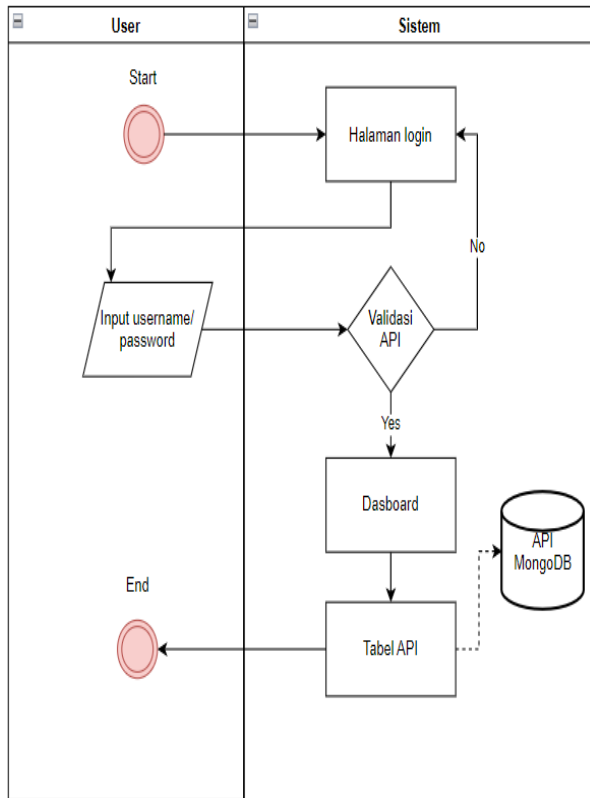 User
Sistem
Start
Halaman login
No
Input username/
password
Validasi
API
Yes
Dasboard
API
MongoDB
End
Tabel API